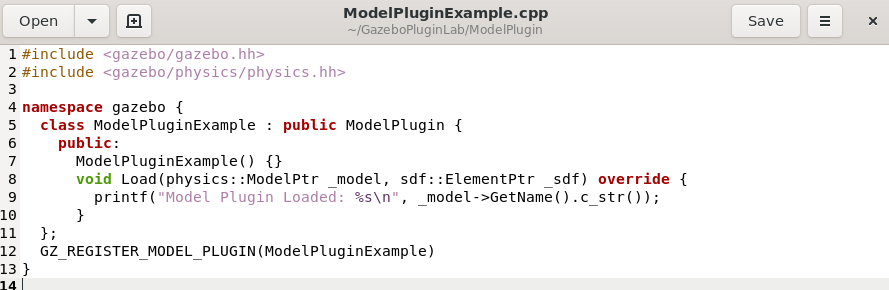 Open
ModelPluginExample.cpp
~/GazeboPluginLab/ModelPlugin
Save
1 #include <gazebo/gazebo.hh>
2 #include <gazebo/physics/physics.hh>
3
4 namespace gazebo {
5   class ModelPluginExample : public ModelPlugin {
6     public:
7       ModelPluginExample() {}
8       void Load(physics::ModelPtr _model, sdf::ElementPtr _sdf) override {
9         printf("Model Plugin Loaded: %s\n", _model->GetName().c_str());
10       }
11   };
12   GZ_REGISTER_MODEL_PLUGIN(ModelPluginExample)
13 }
14